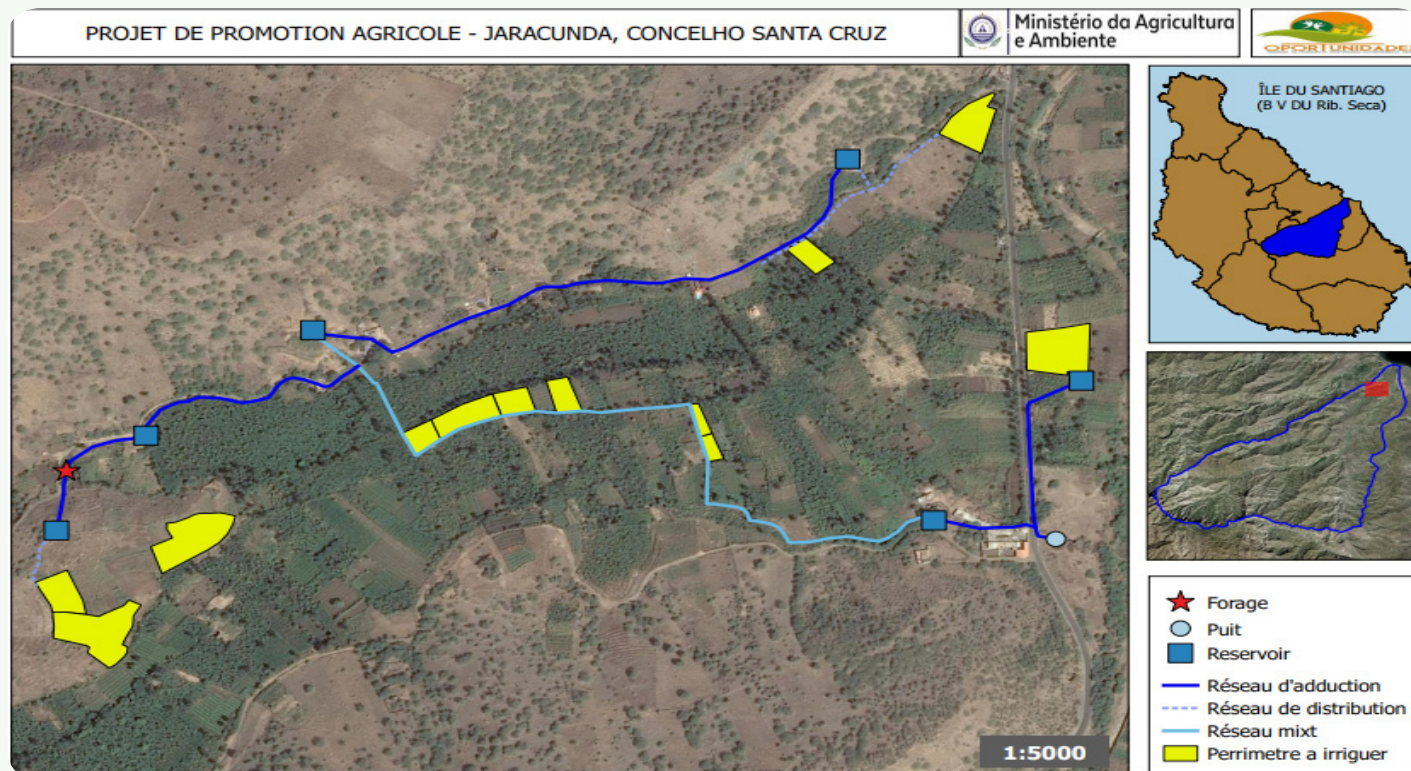 PROJET DE PROMOTION AGRICOLE - JARACUNDA, CONCELHO SANTA CRUZ
Ministério da Agricultura
e Ambiente
OPORTUNIDADES
ÎLE DU SANTIAGO
(B V DU Rib. Seca)
Forage
Puit
Reservoir
Réseau d'adduction
Réseau de distribution
Réseau mixt
Perrimetre a irriguer
1:5000